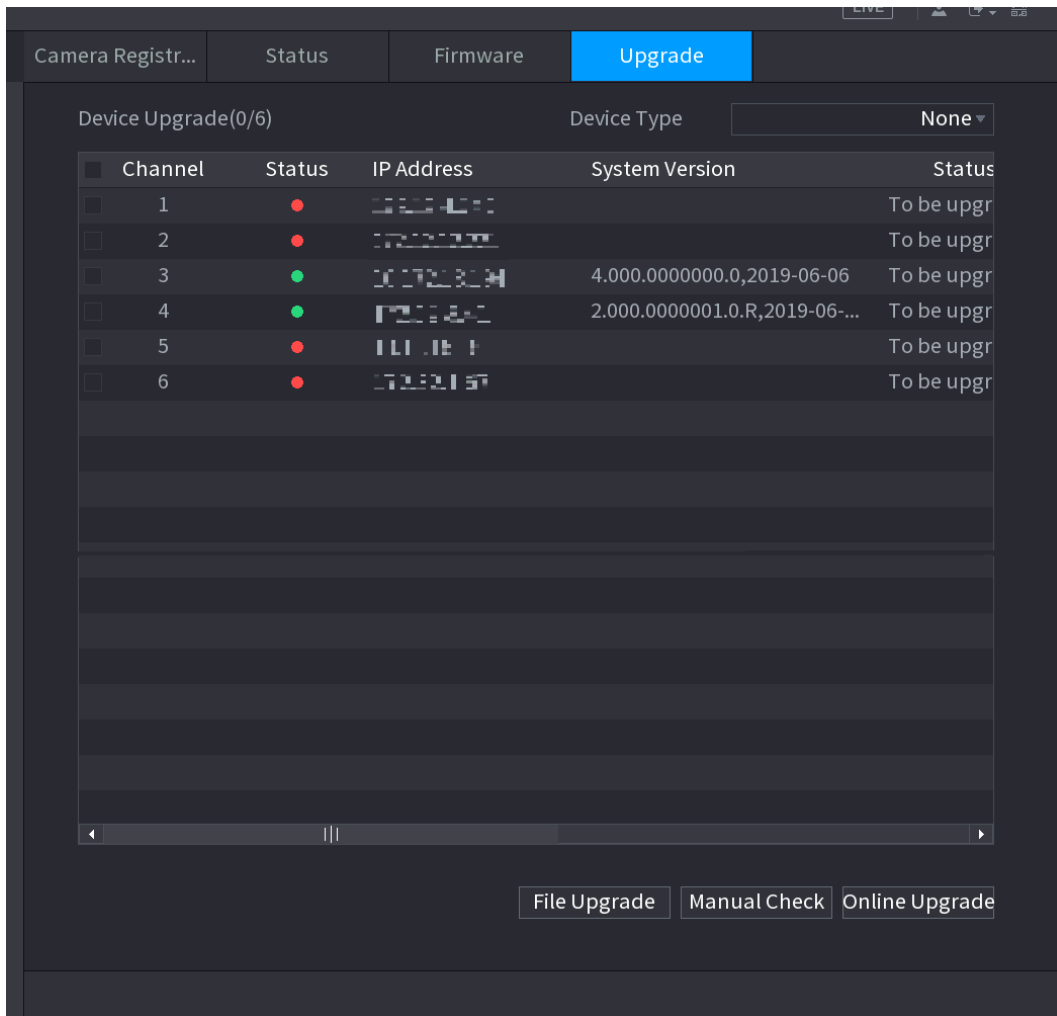 LIVE
Camera Registr... Status Firmware Upgrade
Device Upgrade(0/6) Device Type None
Channel Status IP Address System Version Status
1 To be upgr
2 To be upgr
3 4.000.0000000.0,2019-06-06 To be upgr
4 2.000.0000001.0.R,2019-06-... To be upgr
5 To be upgr
6 To be upgr
File Upgrade Manual Check Online Upgrade